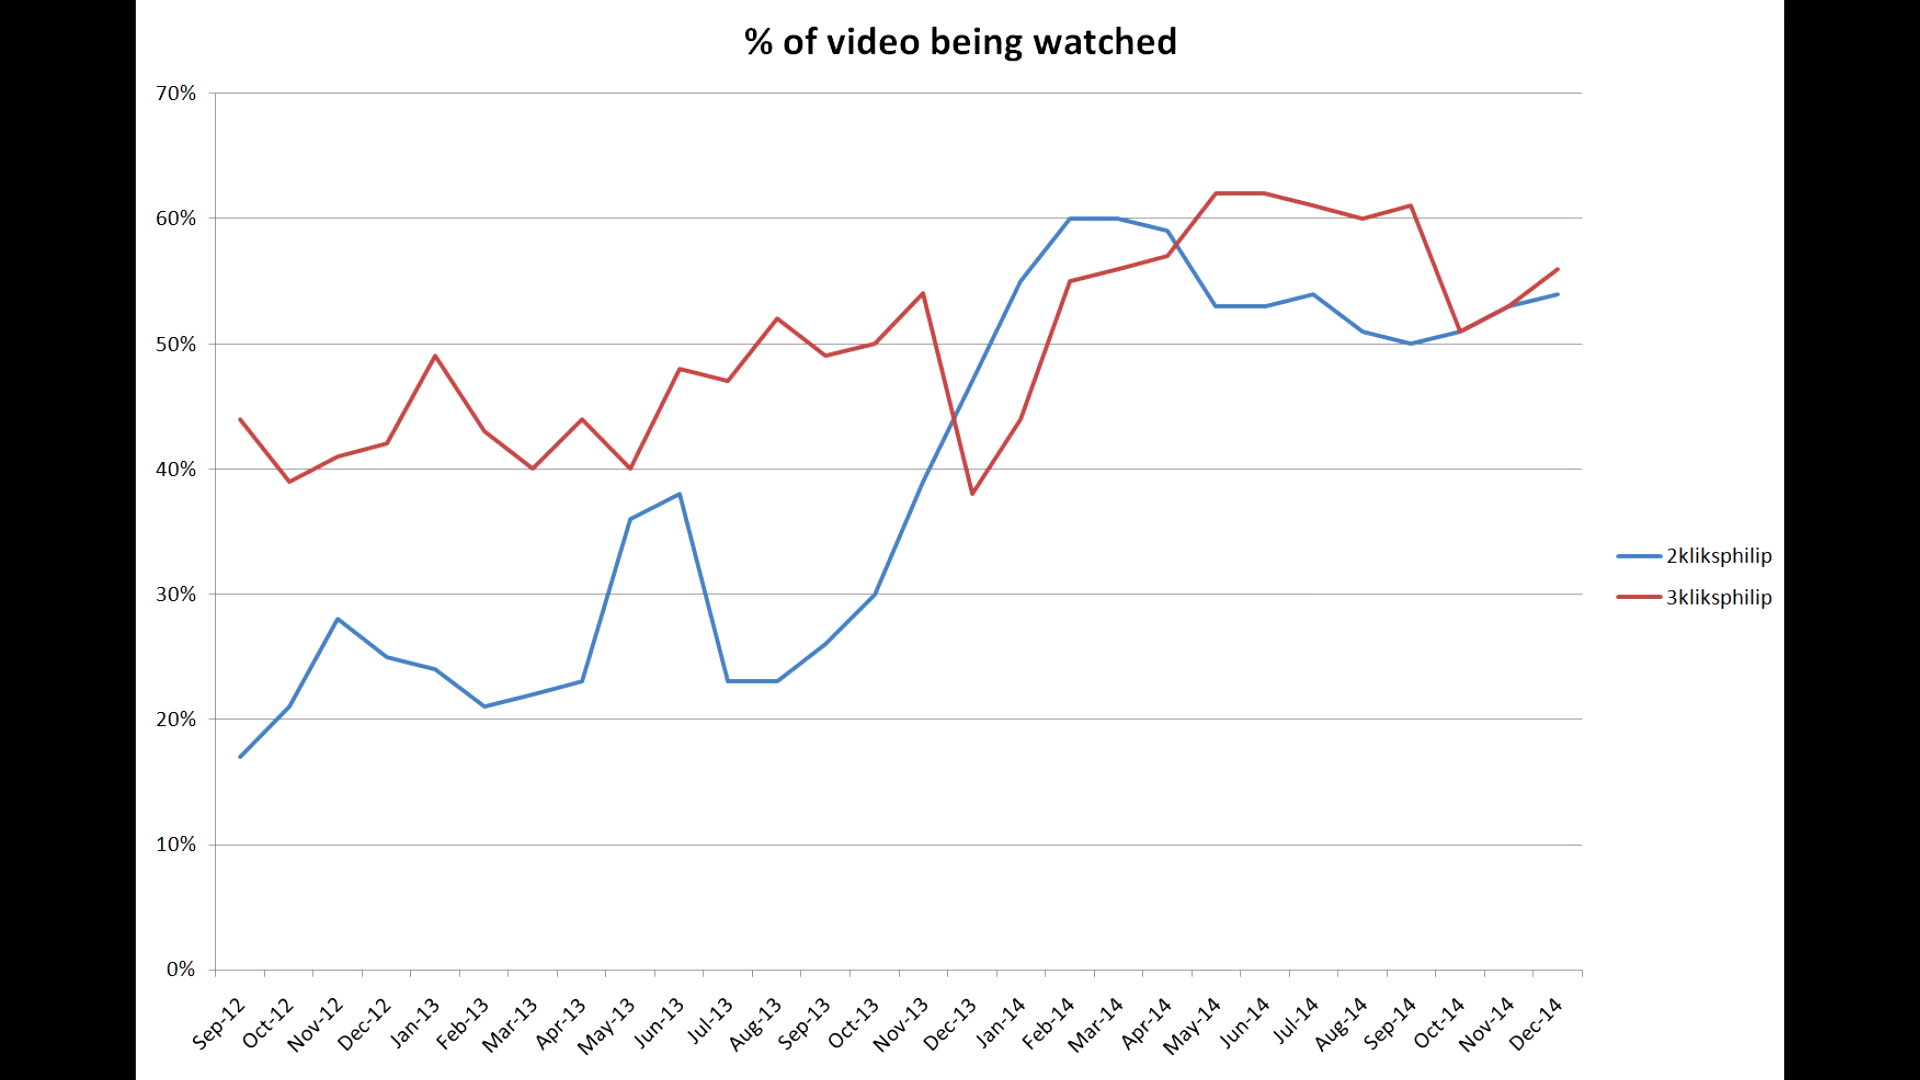 % of video being watched
70%
60%
50%
40%
30%
20%
10%
0%
Sep-12
Oct-12
Nov-12
Dec-12
Jan-13
Feb-13
Mar-13
Apr-13
May-13
Jun-13
Jul-13
Aug-13
Sep-13
Oct-13
Nov-13
Dec-13
Jan-14
Feb-14
Mar-14
Apr-14
May-14
Jun-14
Jul-14
Aug-14
Sep-14
Oct-14
Nov-14
Dec-14
2kliksphilip
3kliksphilip